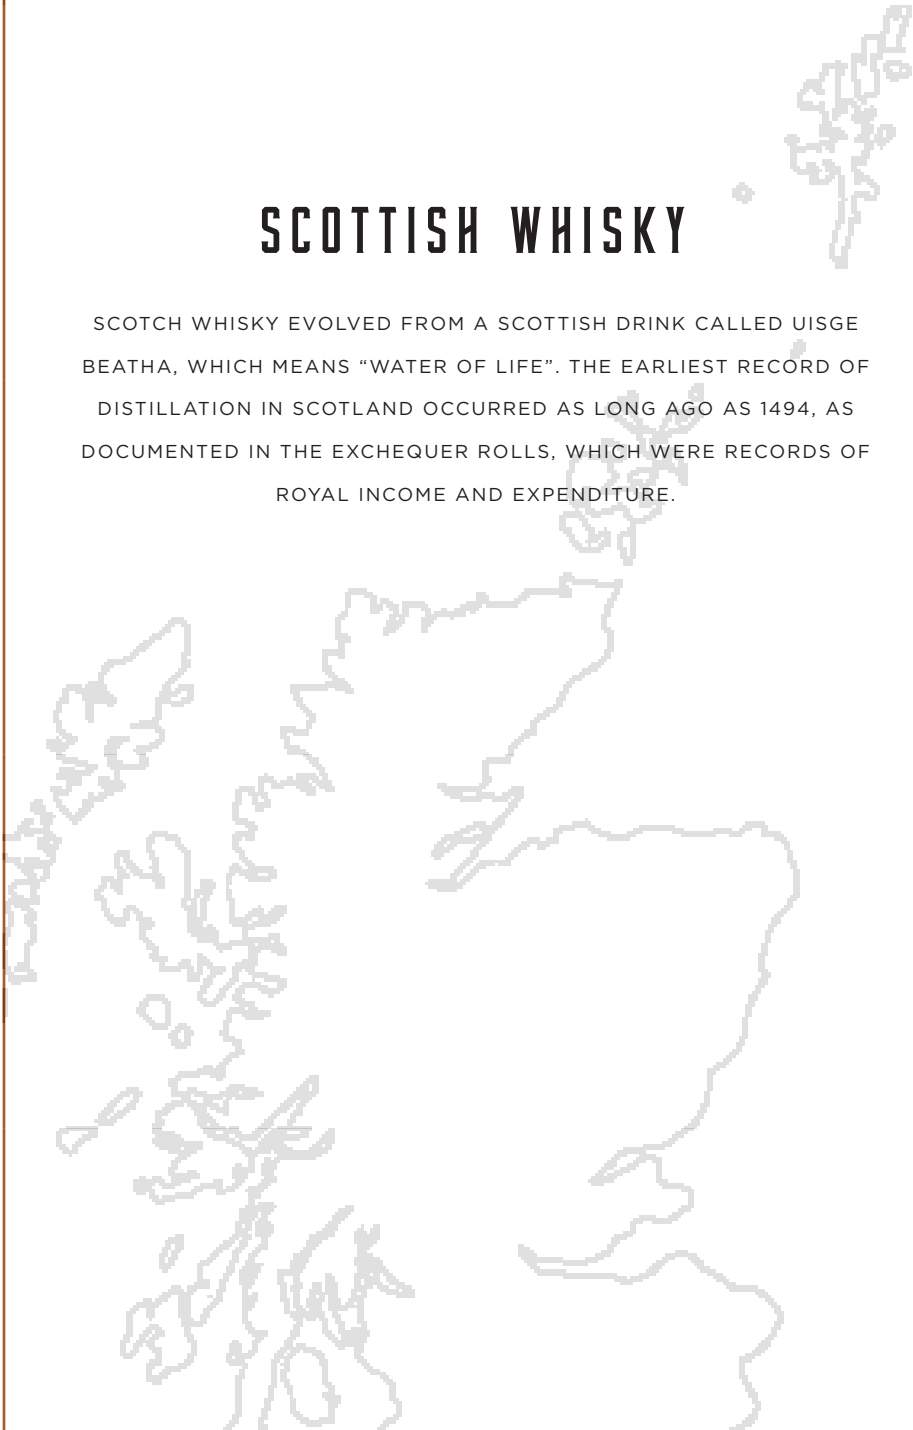 SCOTTISH WHISKY
SCOTCH WHISKY EVOLVED FROM A SCOTTISH DRINK CALLED UISGE
BEATHA, WHICH MEANS “WATER OF LIFE”. THE EARLIEST RECORD OF
DISTILLATION IN SCOTLAND OCCURRED AS LONG AGO AS 1494, AS
DOCUMENTED IN THE EXCHEQUER ROLLS, WHICH WERE RECORDS OF
ROYAL INCOME AND EXPENDITURE.